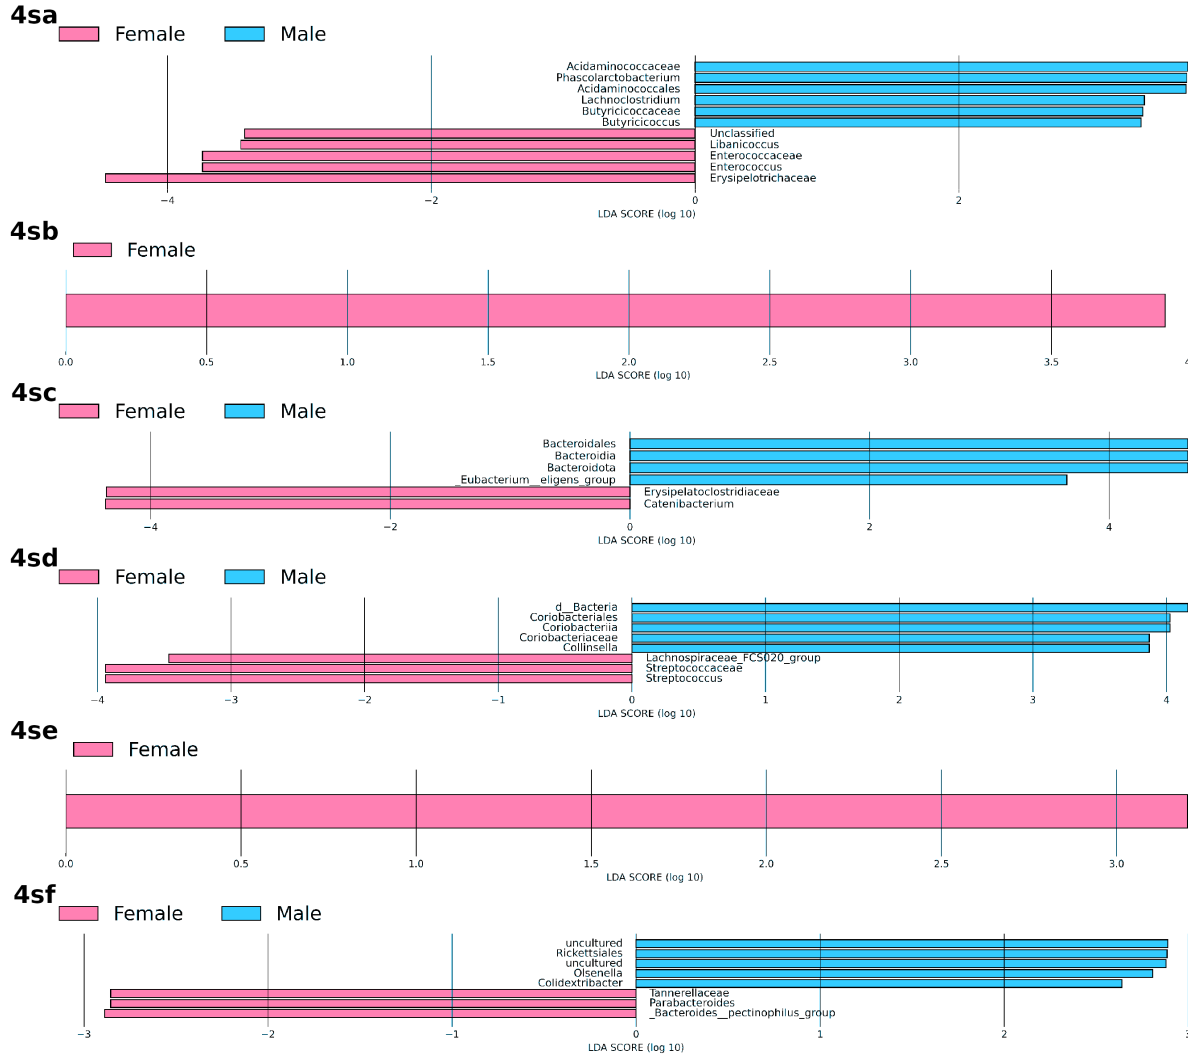 4sa
Female Male
Acidaminococcaceae
Phascolarctobacterium
Acidaminococcales
Lachnoclostridium
Butyricicoccaceae
Butyricicoccus
Unclassified
Libanicoccus
Enterococcaceae
Enterococcus
Erysipelotrichaceae
−4 −2 0 2
LDA SCORE (log 10)
4sb
Female
0.0 0.5 1.0 1.5 2.0 2.5 3.0 3.5 4
LDA SCORE (log 10)
4sc
Female Male
Bacteroidales
Bacteroidia
Bacteroidota
_Eubacterium__eligens_group
Erysipelatoclostridiaceae
Catenibacterium
−4 −2 0 2 4
LDA SCORE (log 10)
4sd
Female Male
d__Bacteria
Coriobacteriales
Coriobacteriia
Coriobacteriaceae
Collinsella
Lachnospiraceae_FCS020_group
Streptococcaceae
Streptococcus
−4 −3 −2 −1 0 1 2 3 4
LDA SCORE (log 10)
4se
Female
0.0 0.5 1.0 1.5 2.0 2.5 3.0
LDA SCORE (log 10)
4sf
Female Male
uncultured
Rickettsiales
uncultured
Olsenella
Colidextribacter
Tannerellaceae
Parabacteroides
_Bacteroides__pectinophilus_group
−3 −2 −1 0 1 2 3
LDA SCORE (log 10)